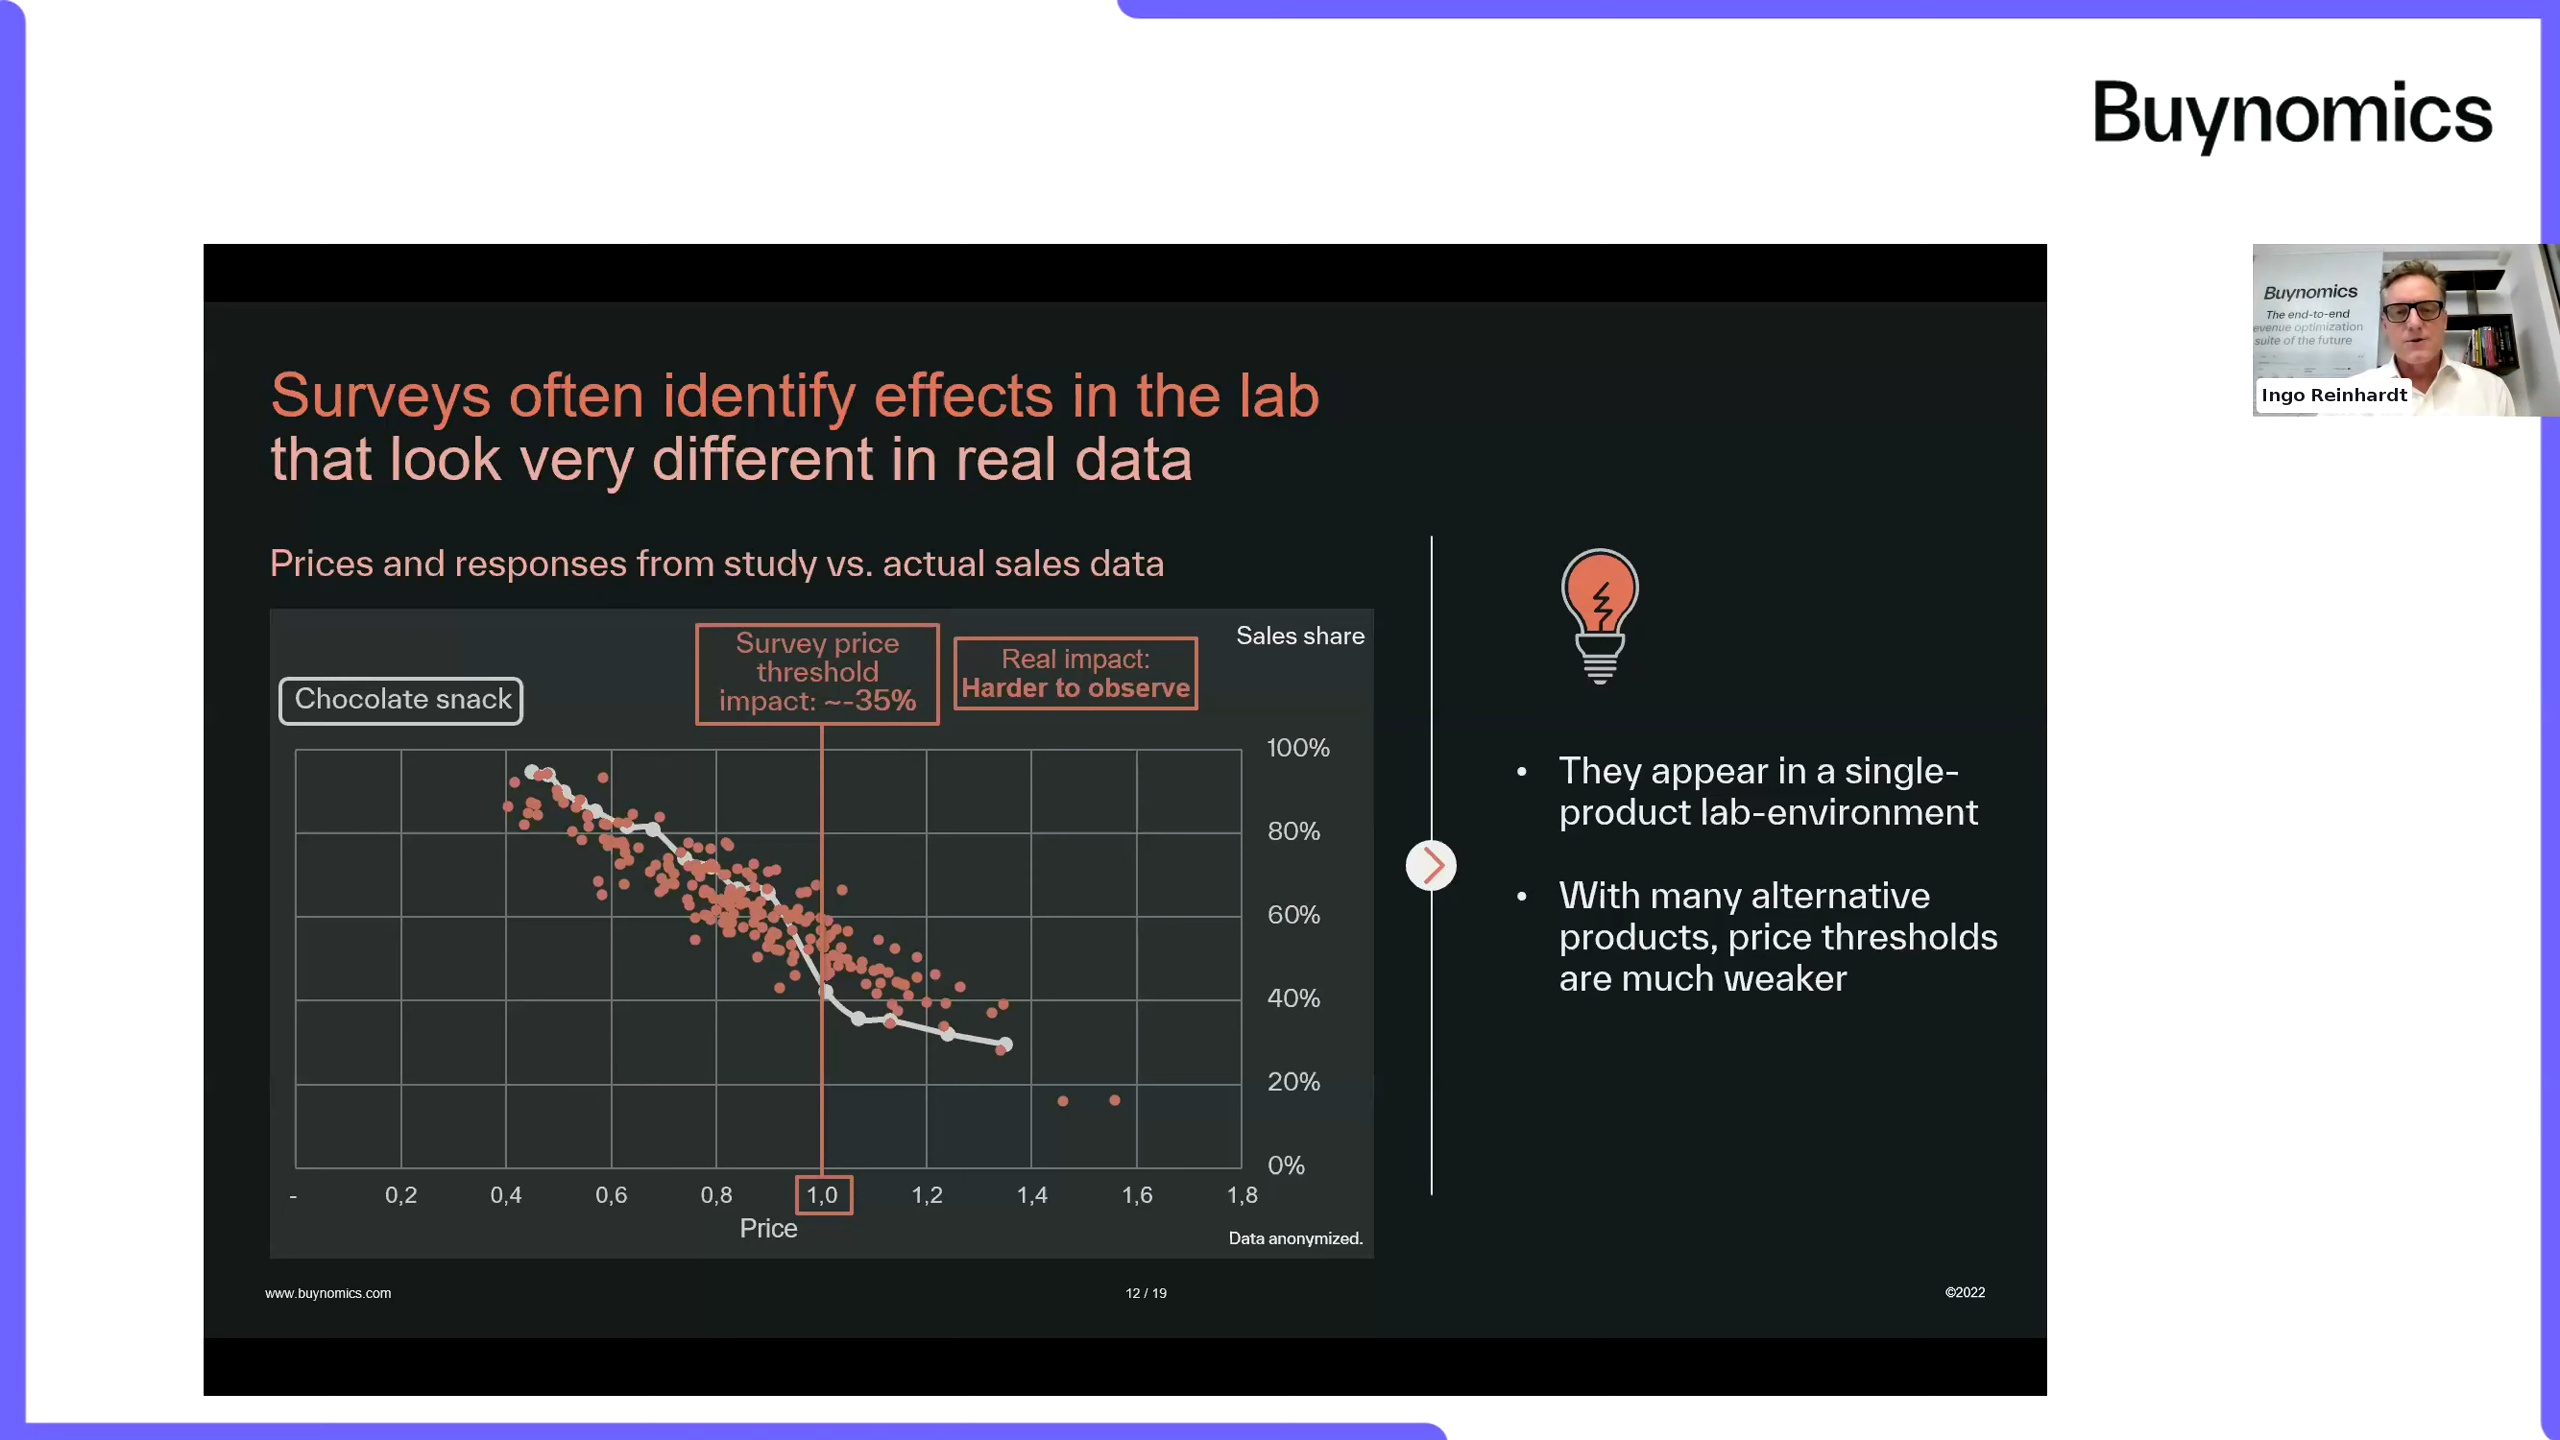 Buynomics
Buynomics
The end-to-end
evenue optimization
suite of the future
Ingo Reinhardt
Surveys often identify effects in the lab
that look very different in real data
Prices and responses from study vs. actual sales data
Survey price
threshold
impact: ~-35%
Real impact:
Harder to observe
Sales share
Chocolate snack
100%
80%
60%
40%
20%
0%
- 0,2 0,4 0,6 0,8 1,0 1,2 1,4 1,6 1,8
Price
Data anonymized.
• They appear in a single-
product lab-environment
• With many alternative
products, price thresholds
are much weaker
www.buynomics.com
12 / 19
©2022